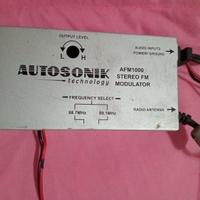 OUTPUT LEVEL
L H
AUDIO INPUTS
POWER/ GROUND
AUTOSONIK
technology
AFM1000
STEREO FM
MODULATOR
FREQUENCY SELECT
88.7MHz
89.1MHz
RADIO ANTENNA